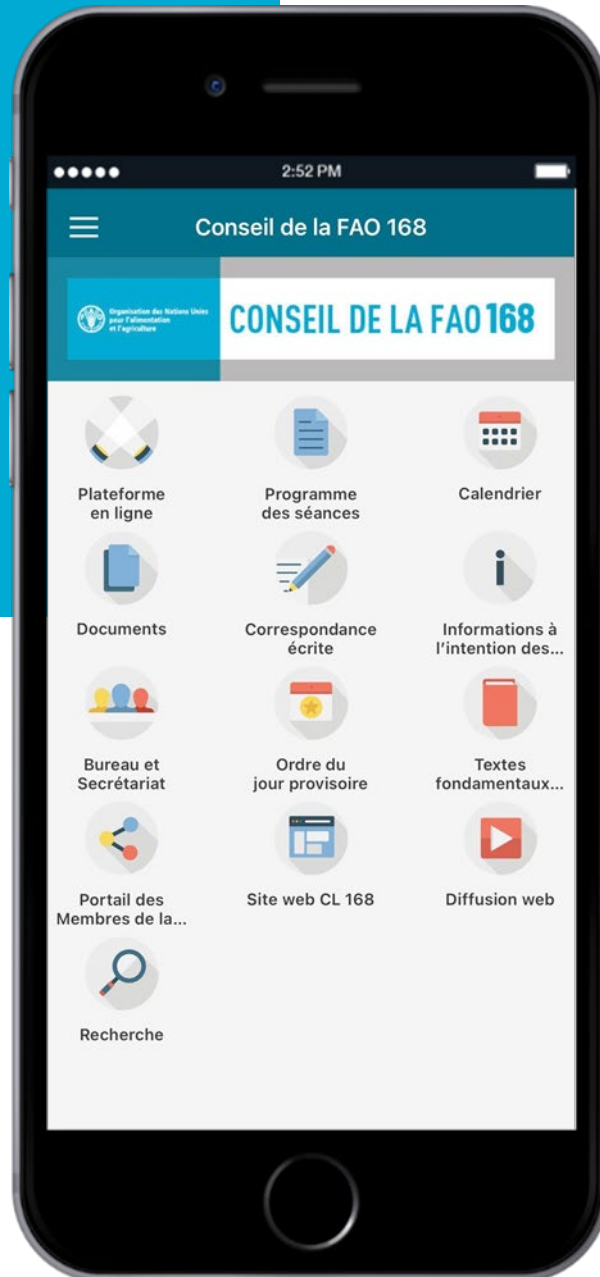 2:52 PM
Conseil de la FAO 168
Organisation des Nations Unies
pour l'alimentation
et l'agriculture
CONSEIL DE LA FAO 168
Plateforme
en ligne
Programme
des séances
Calendrier
Documents
Correspondance
écrite
Informations à
l'intention des...
Bureau et
Secrétariat
Ordre du
jour provisoire
Textes
fondamentaux...
Portail des
Membres de la...
Site web CL 168
Diffusion web
Recherche